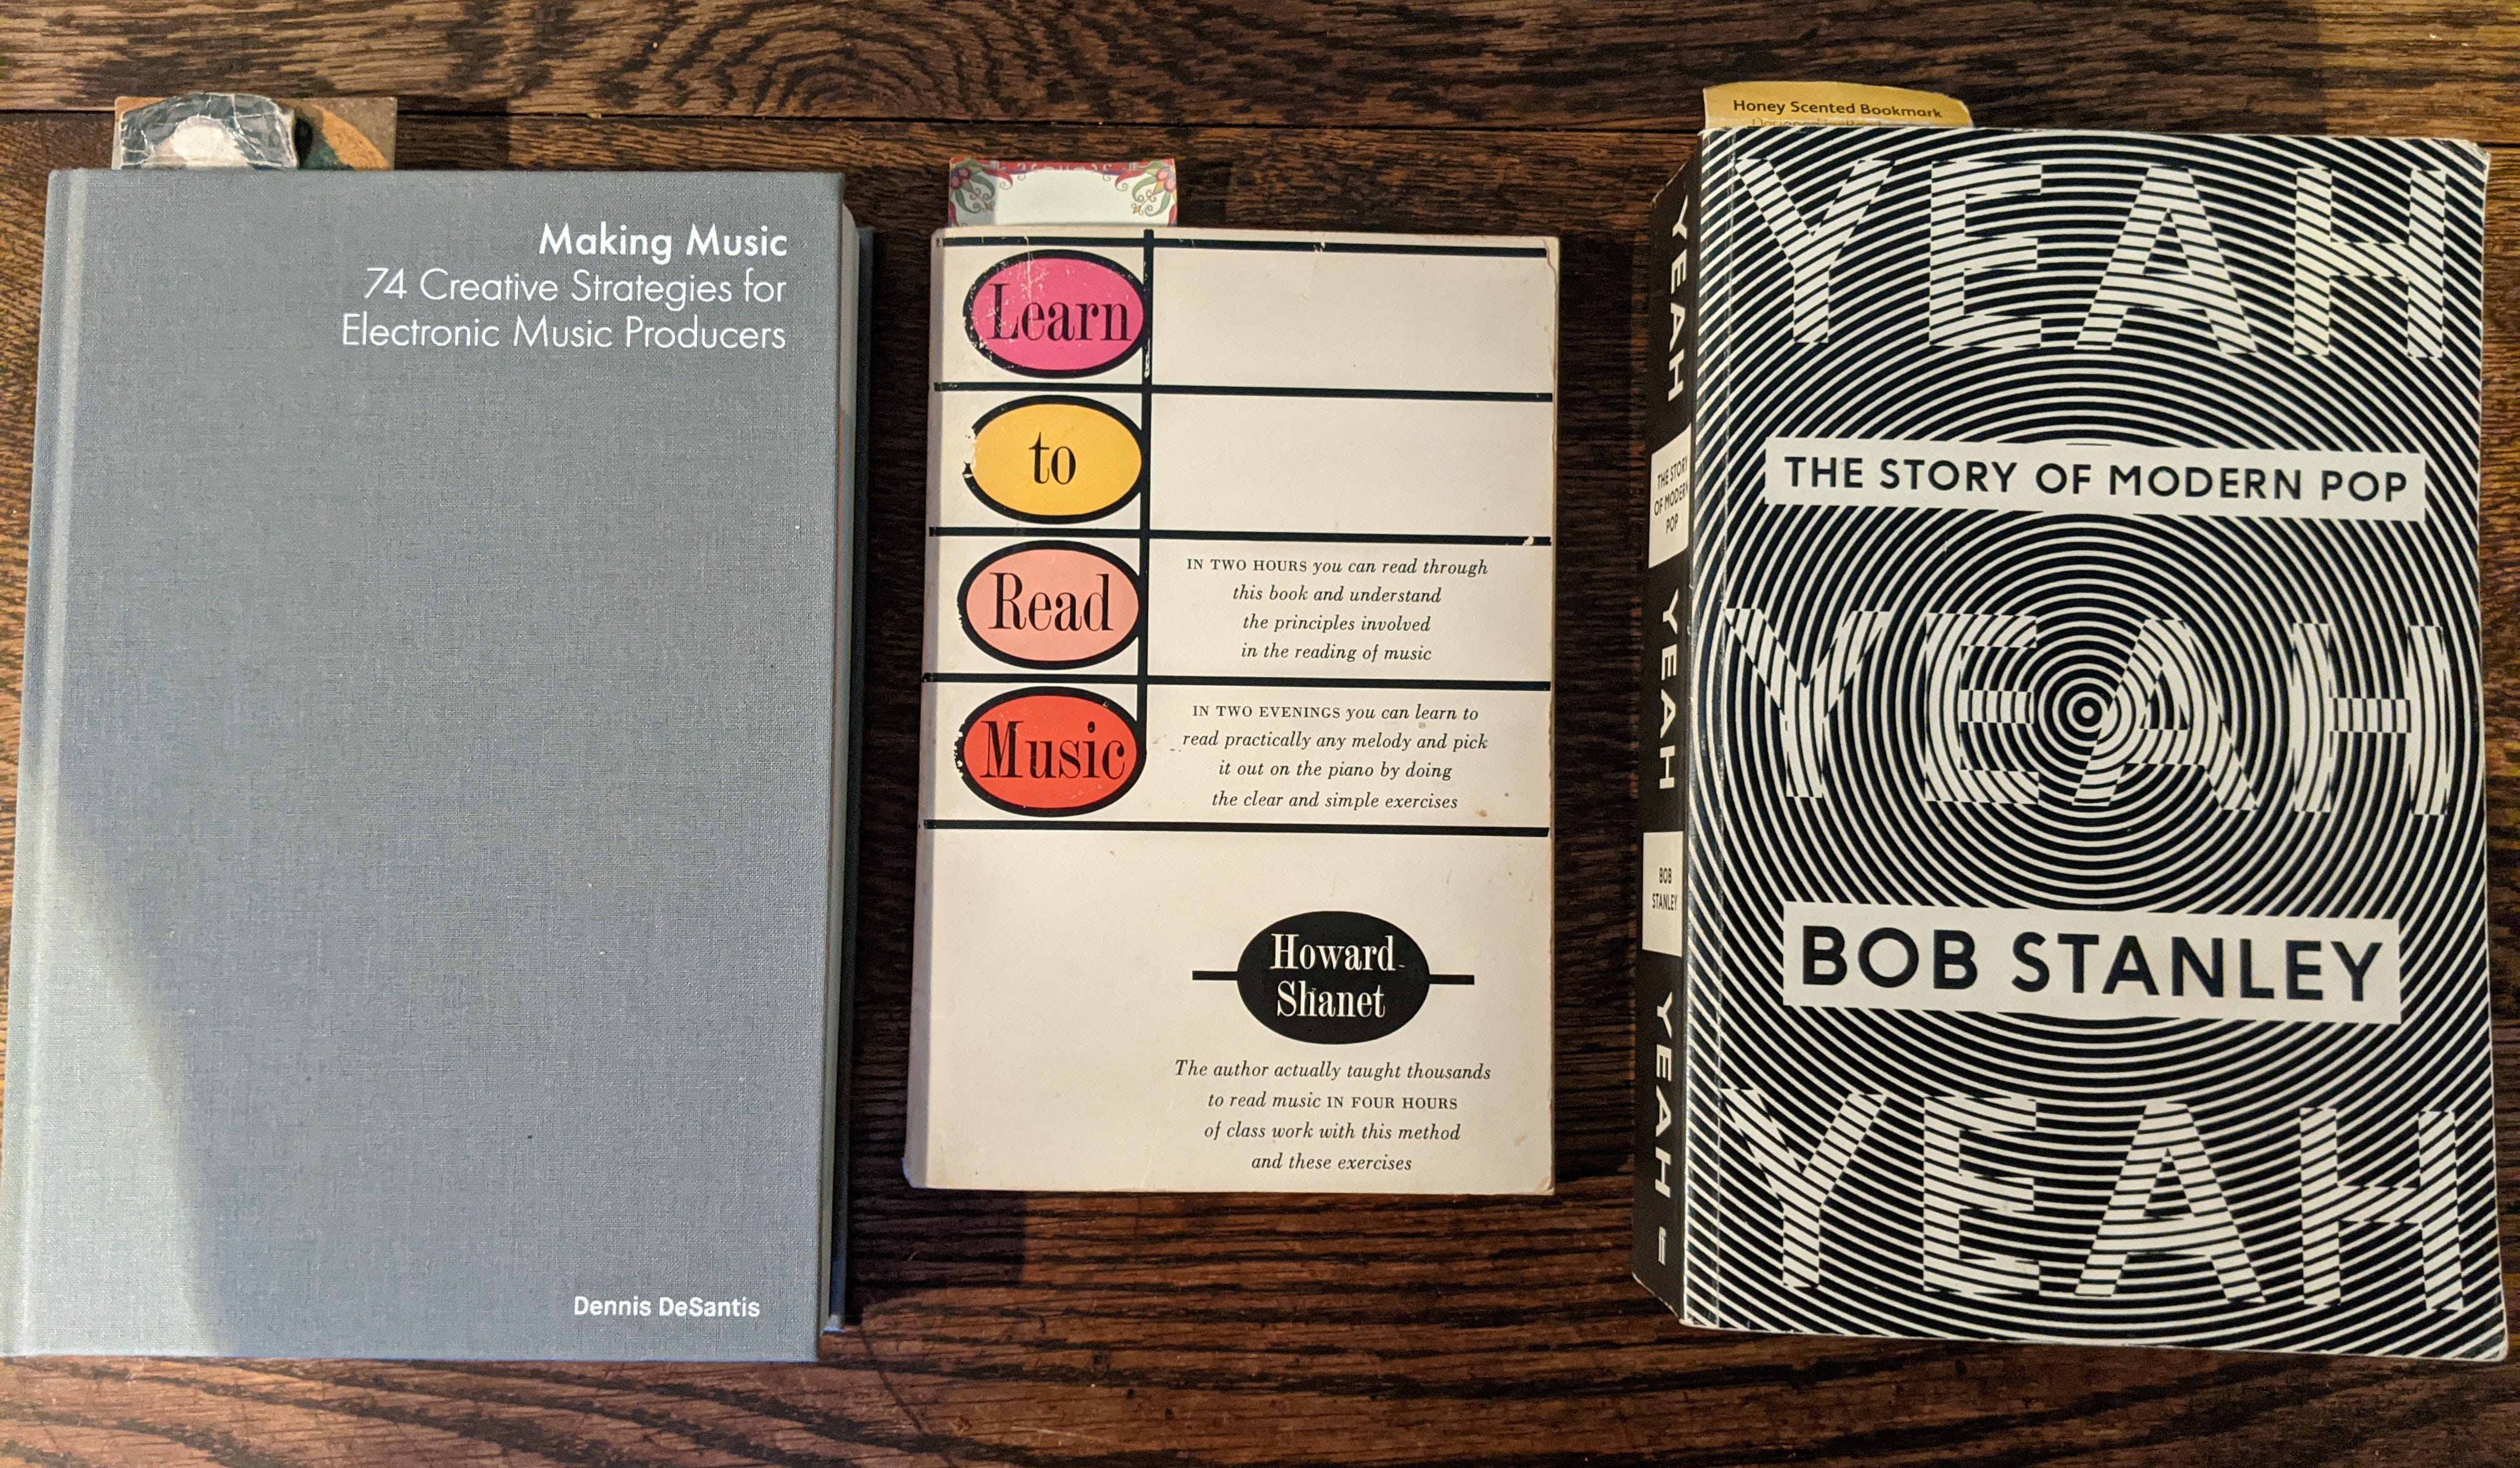 Making Music
74 Creative Strategies for
Electronic Music Producers
Dennis DeSantis
Learn
to
Read
Music
IN TWO HOURS you can read through
this book and understand
the principles involved
in the reading of music
IN TWO EVENINGS you can learn to
read practically any melody and pick
it out on the piano by doing
the clear and simple exercises
Howard
Shanet
The author actually taught thousands
to read music IN FOUR HOURS
of class work with this method
and these exercises
Honey Scented Bookmark
YEAH
THE STORY
OF MODERN
POP
YEAH
BOB
STANLEY
YEAH
ff
YEAH
THE STORY OF MODERN POP
YEAH
BOB STANLEY
YEAH